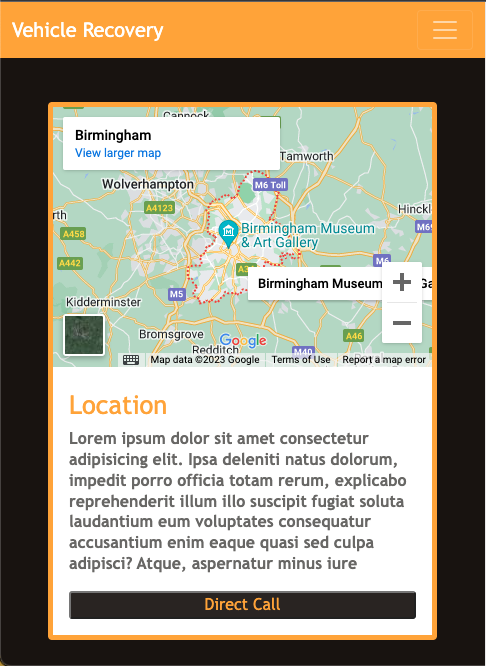 Vehicle Recovery
Cannock
Birmingham
View larger map
Tamworth
M6 Toll
Wolverhampton
A4123
Hinckl
A458
M69
Birmingham Museum
& Art Gallery
A442
M6
Birmingham Museum
Ga
M5
Kidderminster
A46
Bromsgrove
Google
Redditch
M40
Map data ©2023 Google
Terms of Use
Report a map error
Location
Lorem ipsum dolor sit amet consectetur
adipisicing elit. Ipsa deleniti natus dolorum,
impedit porro officia totam rerum, explicabo
reprehenderit illum illo suscipit fugiat soluta
laudantium eum voluptates consequatur
accusantium enim eaque quasi sed culpa
adipisci? Atque, aspernatur minus iure
Direct Call